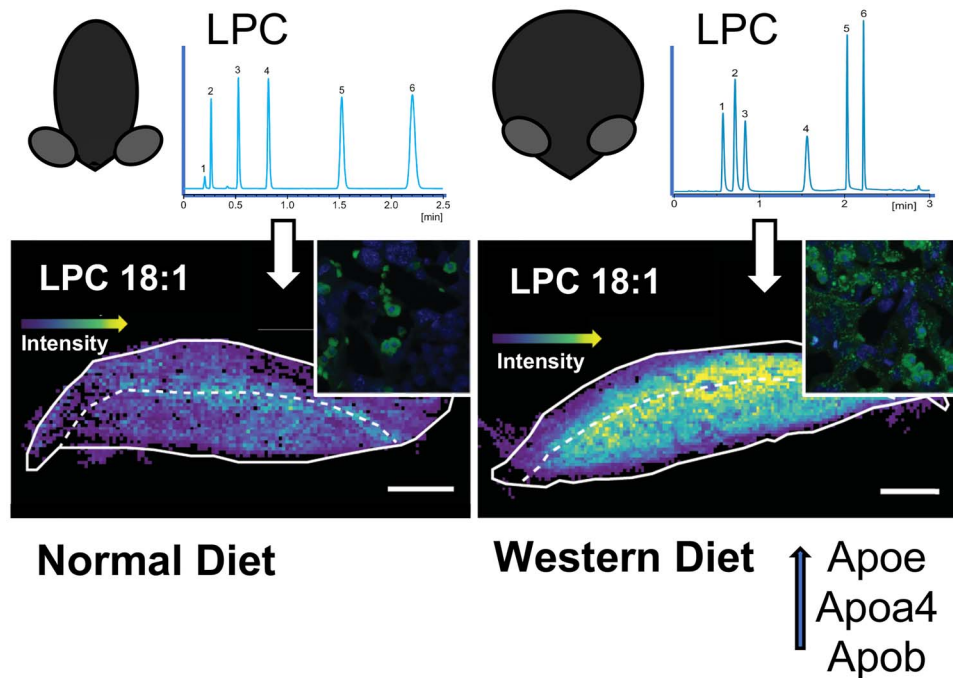 LPC
1
2
3
4
5
6
0
0.5
1.0
1.5
2.0
2.5
[min]
LPC
1
2
3
4
5
6
0
1
2
3
[min]
LPC 18:1
Intensity
LPC 18:1
Intensity
Normal Diet
Western Diet
Apoe
Apoa4
Apob